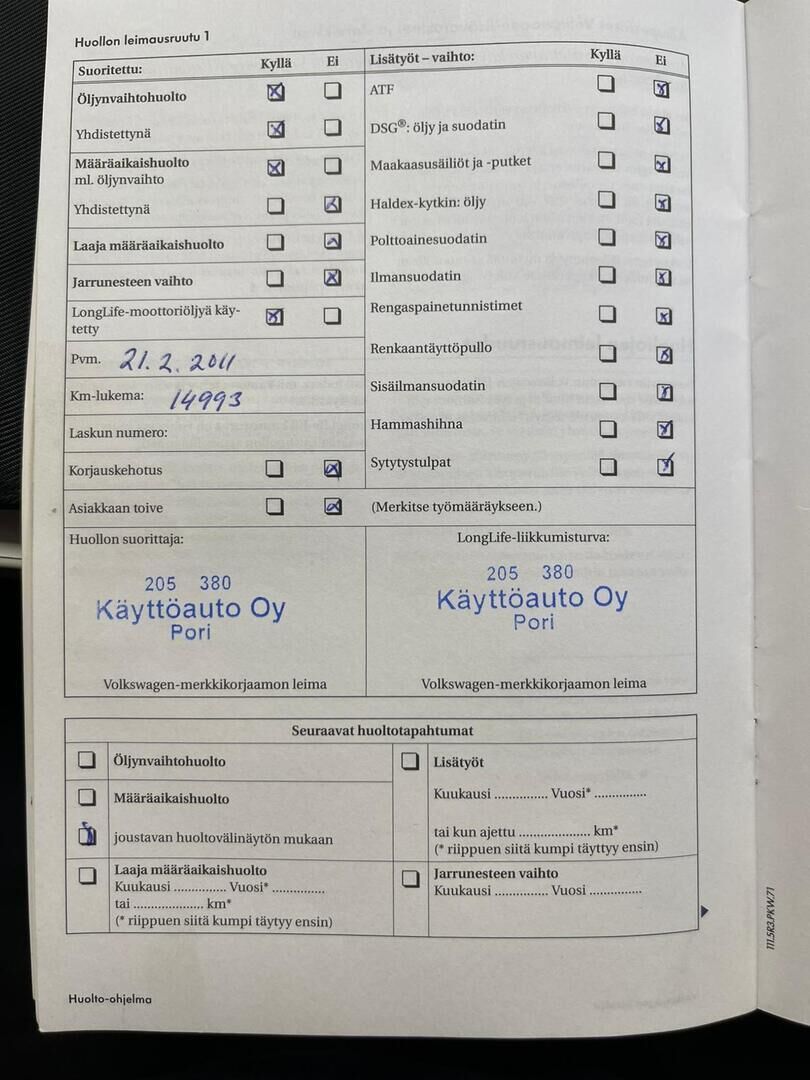 Huollon leimausruutu 1
Suoritettu: Kyllä Ei
Öljynvaihtohuolto
Yhdistettynä
Määräaikaishuolto
ml. öljynvaihto
Yhdistettynä
Laaja määräaikaishuolto
Jarrunesteen vaihto
LongLife-moottoriöljyä käy-
tetty
Pvm. 21.2.2011
Km-lukema: 14993
Laskun numero:
Korjauskehotus
Asiakkaan toive
Lisätyöt – vaihto: Kyllä Ei
ATF
DSG®: öljy ja suodatin
Maakaasusäiliöt ja -putket
Haldex-kytkin: öljy
Polttoainesuodatin
Ilmansuodatin
Rengaspainetunnistimet
Renkaantäyttöpullo
Sisäilmansuodatin
Hammashihna
Sytytystulpat
(Merkitse työmääräykseen.)
Huollon suorittaja:
205 380
Käyttöauto Oy
Pori
Volkswagen-merkkikorjaamon leima
LongLife-liikkumisturva:
205 380
Käyttöauto Oy
Pori
Volkswagen-merkkikorjaamon leima
Seuraavat huoltotapahtumat
Öljynvaihtohuolto
Määräaikaishuolto
joustavan huoltovälinäytön mukaan
Laaja määräaikaishuolto
Kuukausi ............... Vuosi* ...............
tai .................... km*
(* riippuen siitä kumpi täytyy ensin)
Lisätyöt
Kuukausi ............... Vuosi* ...............
tai kun ajettu .................... km*
(* riippuen siitä kumpi täyttyy ensin)
Jarrunesteen vaihto
Kuukausi ............... Vuosi ...............
Huolto-ohjelma
111.5R3.PKW.71